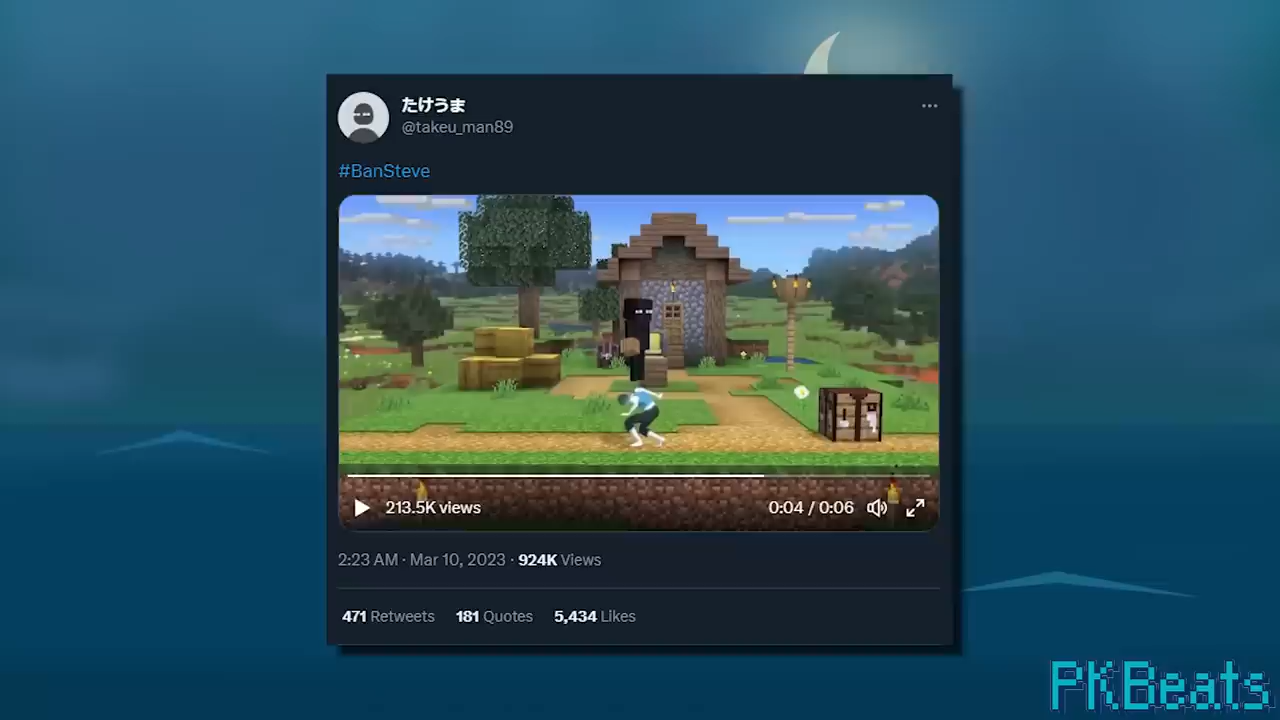 たけうま
@takeu_man89
#BanSteve
213.5K views
0:04 / 0:06
2:23 AM · Mar 10, 2023 · 924K Views
471 Retweets 181 Quotes 5,434 Likes
PKBeats